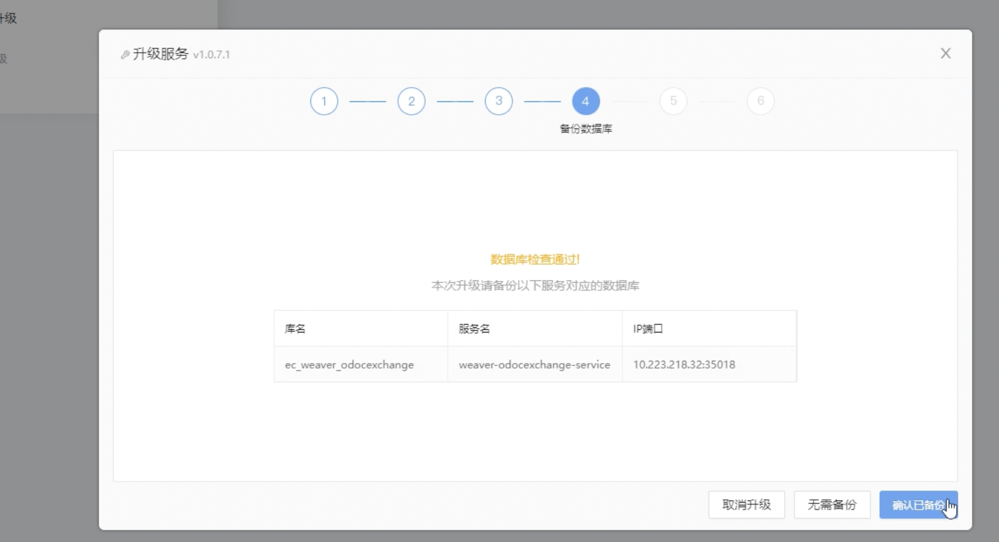 升级
级
升级服务 v1.0.7.1
X
1 2 3 4 5 6
备份数据库
数据库检查通过!
本次升级请备份以下服务对应的数据库
库名 服务名 IP端口
ec_weaver_odocexchange weaver-odocexchange-service 10.223.218.32:35018
取消升级 无需备份 确认已备份